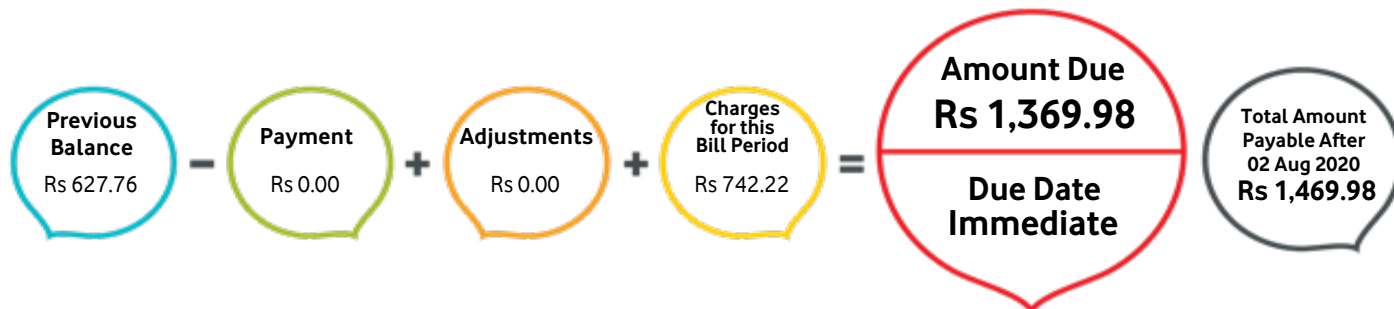 Previous
Balance
Rs 627.76
-
Payment
Rs 0.00
+
Adjustments
Rs 0.00
+
Charges
for this
Bill Period
Rs 742.22
=
Amount Due
Rs 1,369.98
Due Date
Immediate
Total Amount
Payable After
02 Aug 2020
Rs 1,469.98